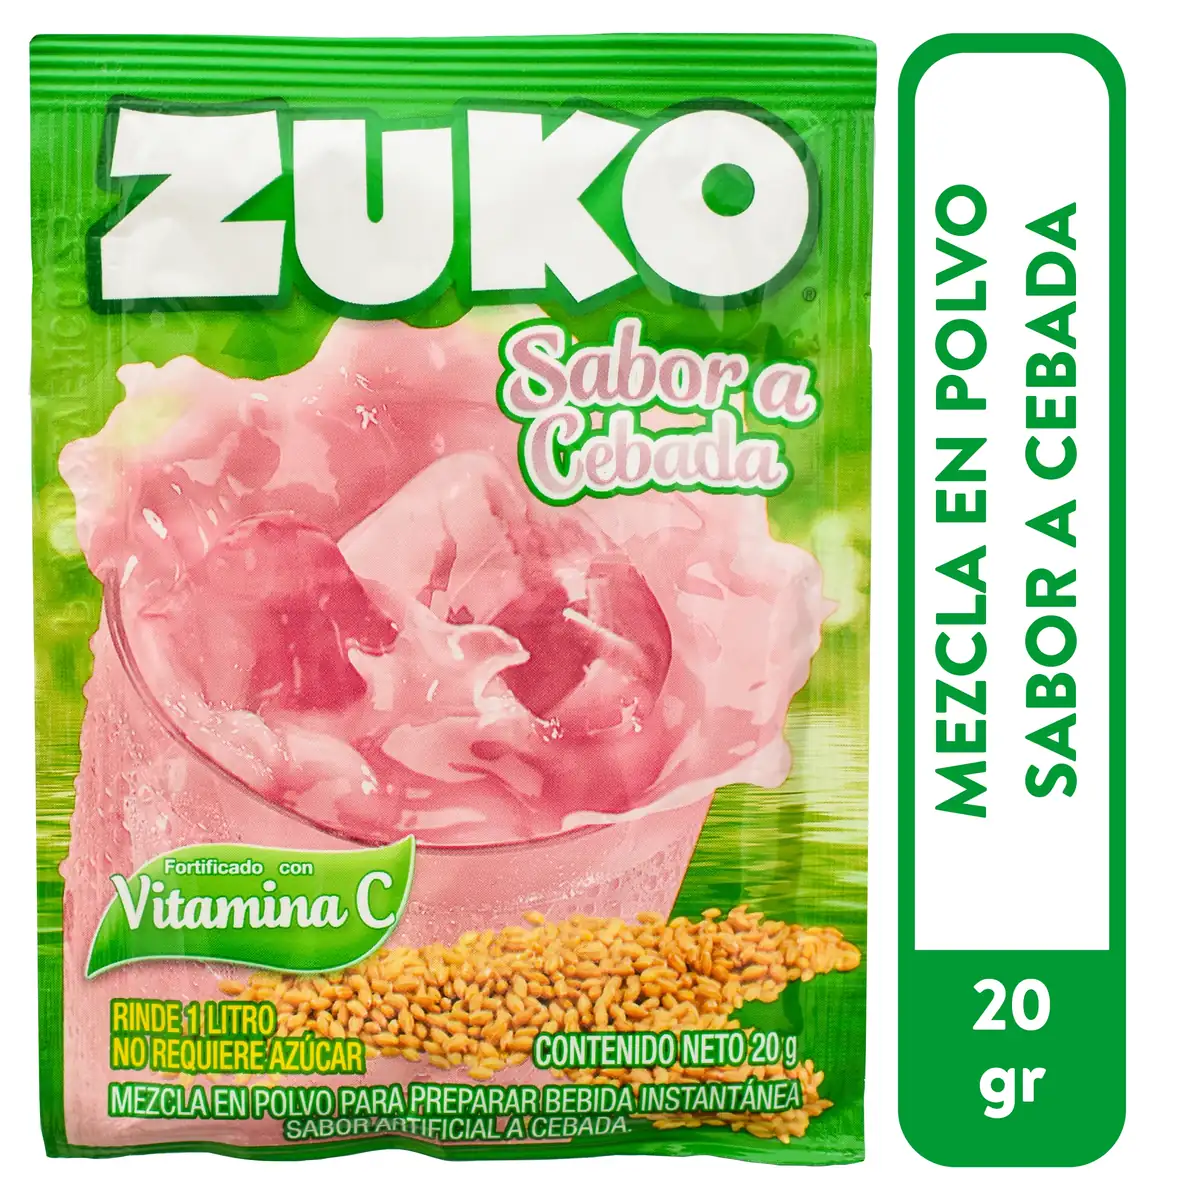 ZUKO
®
Sabor a
Cebada
Fortificado con
Vitamina C
RINDE 1 LITRO
NO REQUIERE AZÚCAR
CONTENIDO NETO 20 g
MEZCLA EN POLVO PARA PREPARAR BEBIDA INSTANTÁNEA
SABOR ARTIFICIAL A CEBADA.
MEZCLA EN POLVO
SABOR A CEBADA
20
gr